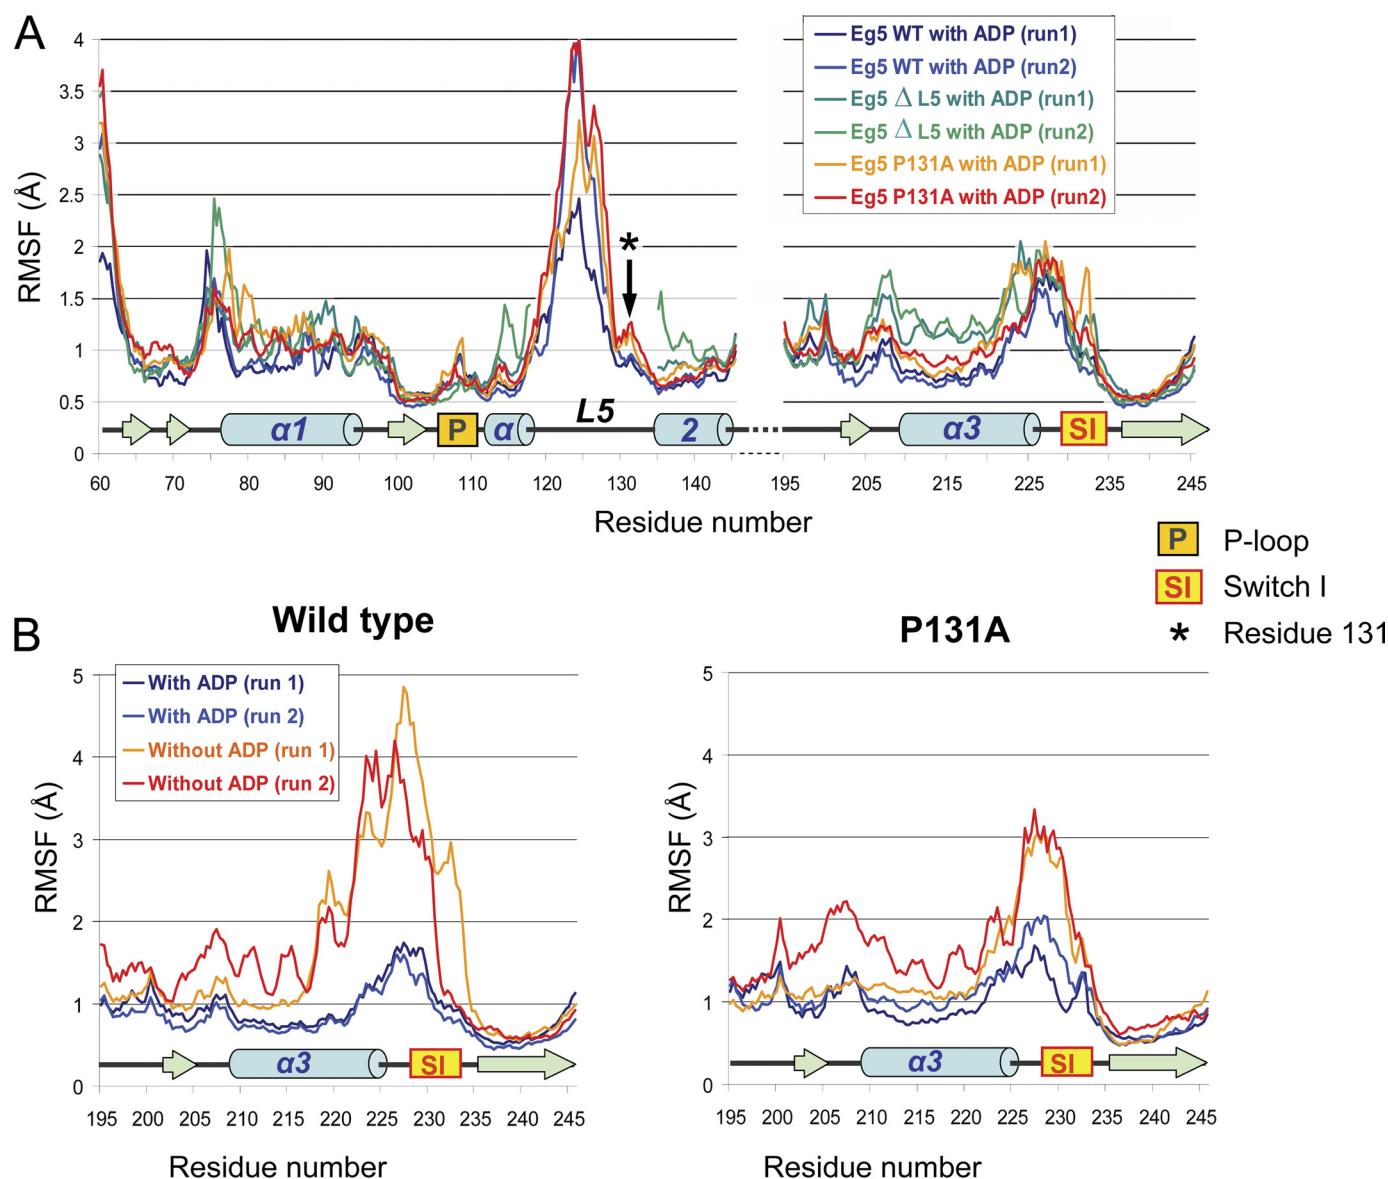 A
Eg5 WT with ADP (run1)
Eg5 WT with ADP (run2)
Eg5 Δ L5 with ADP (run1)
Eg5 Δ L5 with ADP (run2)
Eg5 P131A with ADP (run1)
Eg5 P131A with ADP (run2)
RMSF (Å)
4
3.5
3
2.5
2
1.5
1
0.5
0
*
α1
P
α
L5
2
α3
SI
60 70 80 90 100 110 120 130 140 195 205 215 225 235 245
Residue number
P P-loop
SI Switch I
* Residue 131
B
Wild type
With ADP (run 1)
With ADP (run 2)
Without ADP (run 1)
Without ADP (run 2)
RMSF (Å)
5
4
3
2
1
0
α3
SI
195 200 205 210 215 220 225 230 235 240 245
Residue number
P131A
RMSF (Å)
5
4
3
2
1
0
α3
SI
195 200 205 210 215 220 225 230 235 240 245
Residue number